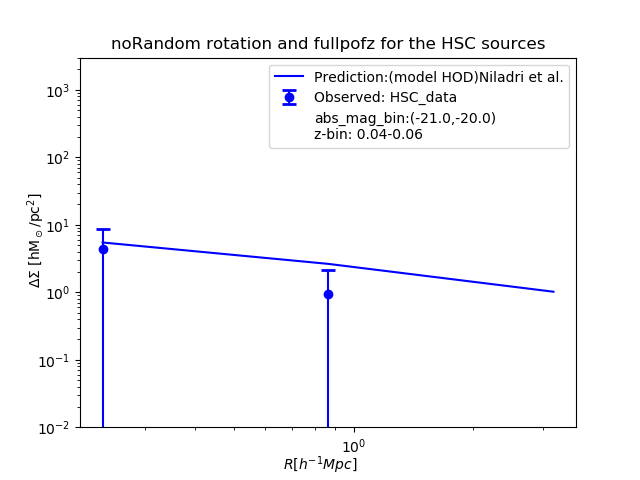 noRandom rotation and fullpofz for the HSC sources
Prediction:(model HOD)Niladri et al.
Observed: HSC_data
abs_mag_bin:(-21.0,-20.0)
z-bin: 0.04-0.06
10³
10²
10¹
10⁰
10⁻¹
10⁻²
ΔΣ [hM⊙/pc²]
10⁰
R[h⁻¹Mpc]